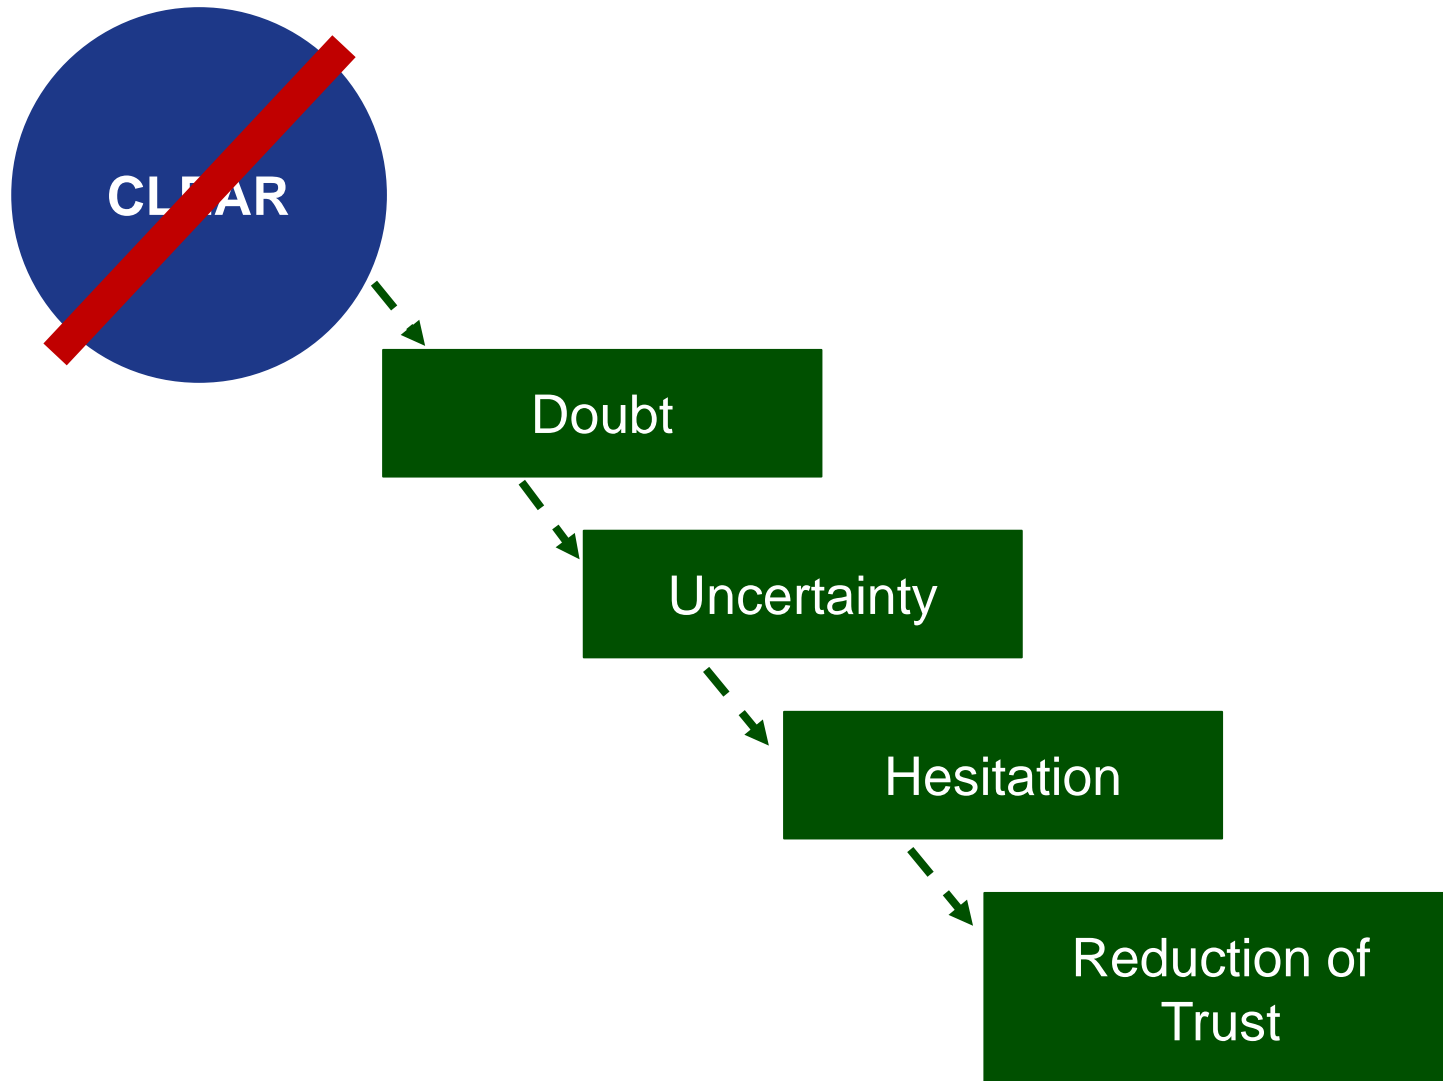 CLEAR
Doubt
Uncertainty
Hesitation
Reduction of
Trust